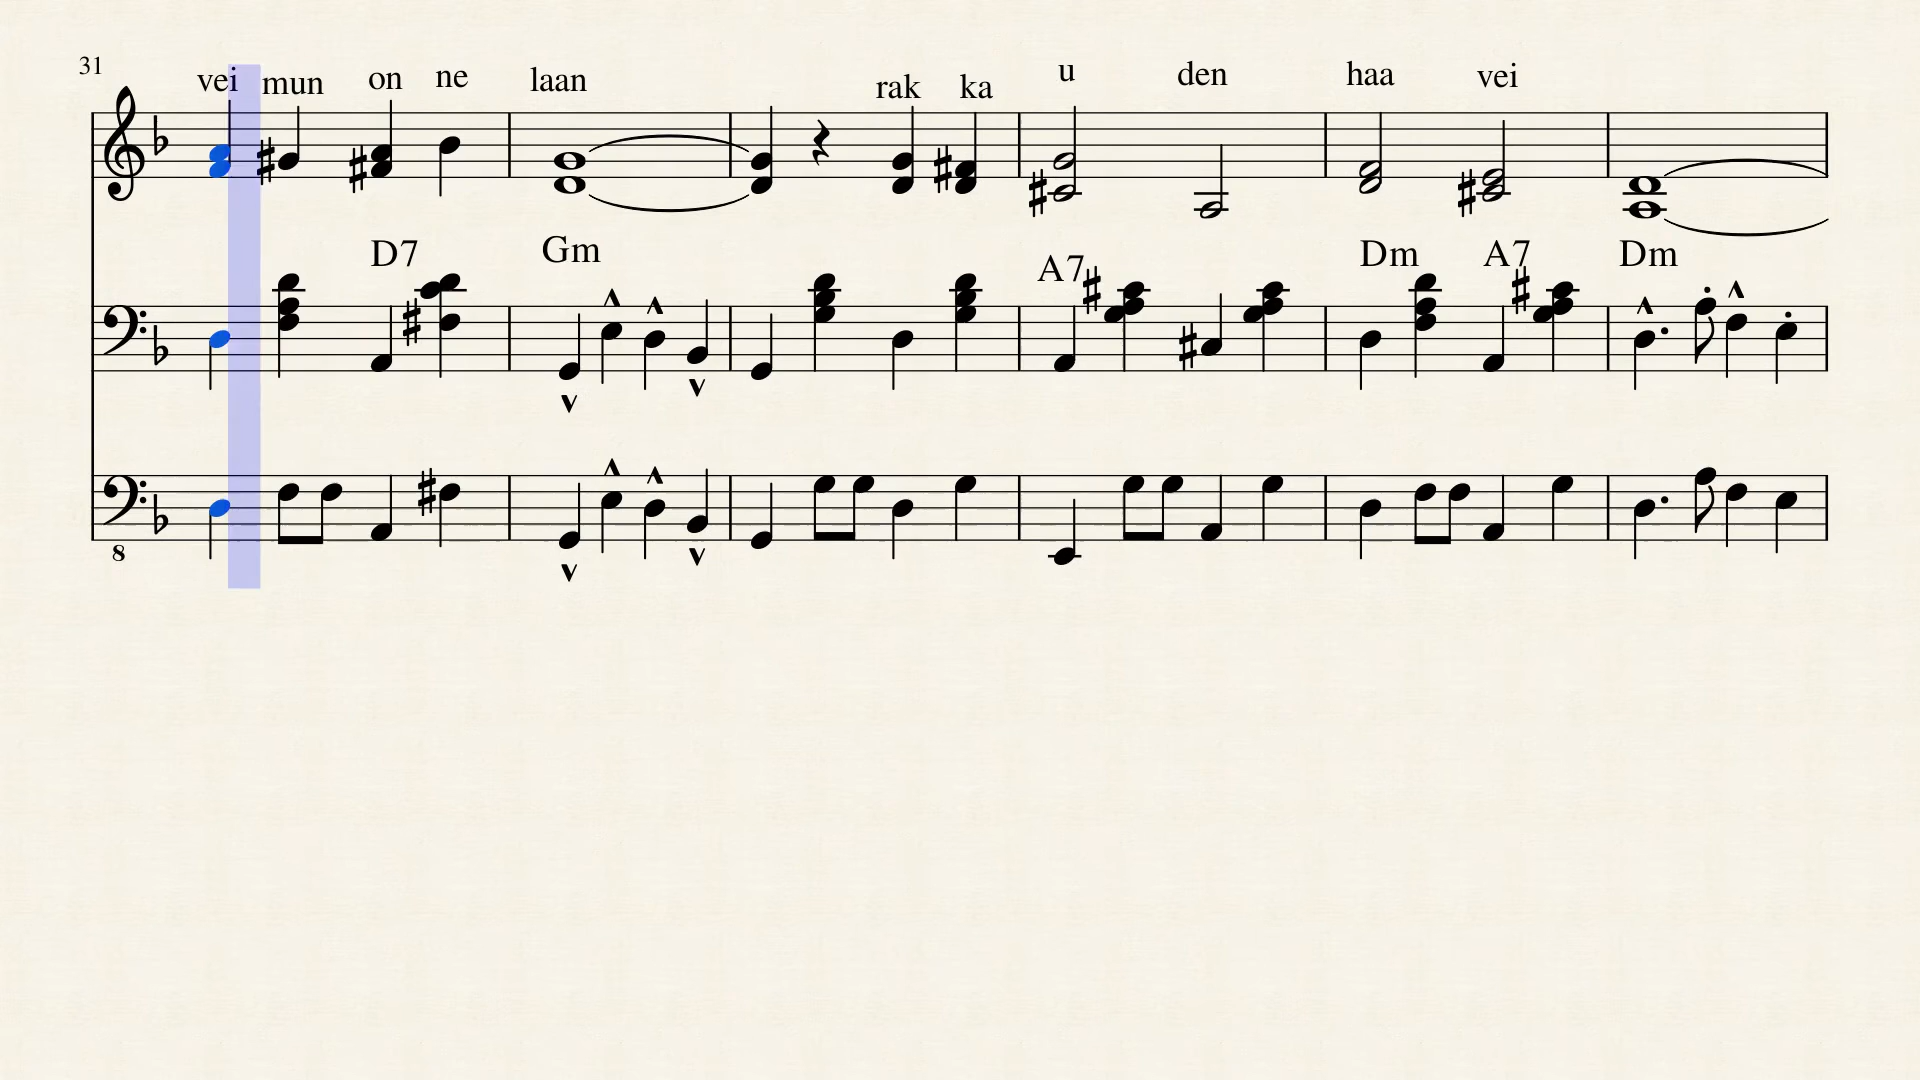 31
vei mun on ne laan rak ka u den haa vei
D7 Gm A7 Dm A7 Dm
8